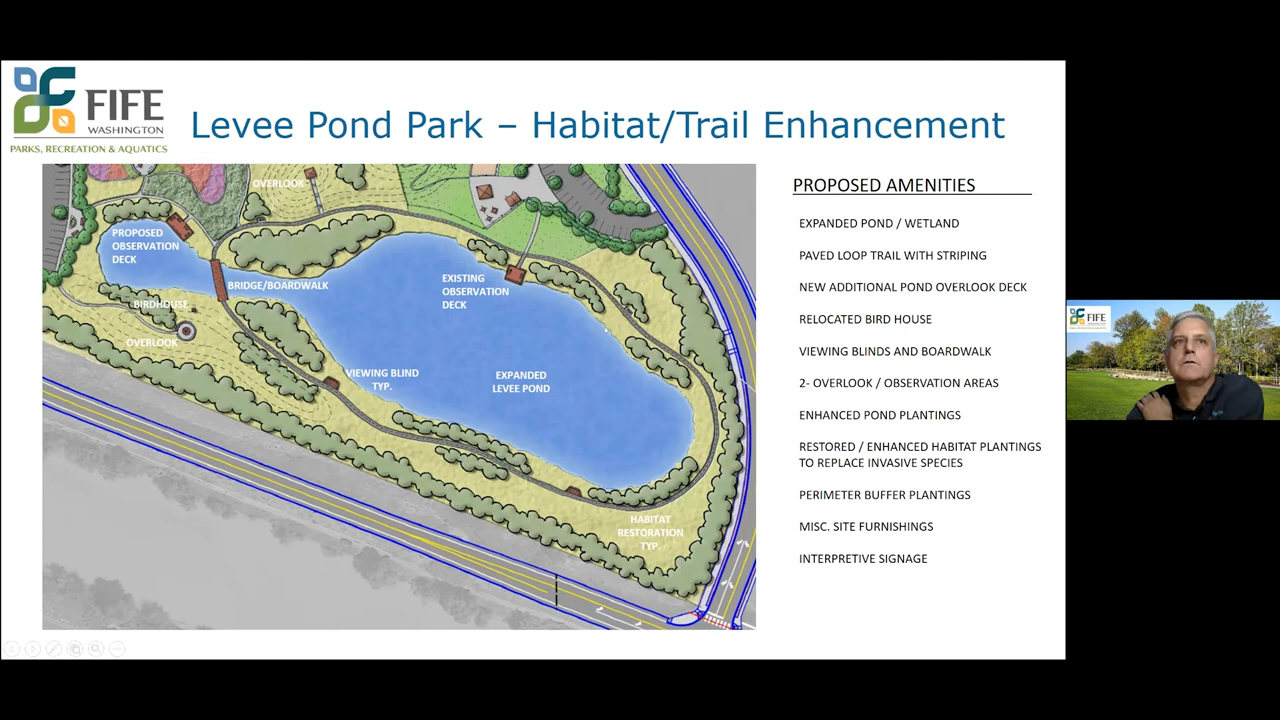 FIFE
WASHINGTON
PARKS, RECREATION & AQUATICS
Levee Pond Park – Habitat/Trail Enhancement
OVERLOOK
PROPOSED
OBSERVATION
DECK
BRIDGE/BOARDWALK
EXISTING
OBSERVATION
DECK
BIRDHOUSE
OVERLOOK
VIEWING BLIND
TYP.
EXPANDED
LEVEE POND
HABITAT
RESTORATION
TYP.
PROPOSED AMENITIES
EXPANDED POND / WETLAND
PAVED LOOP TRAIL WITH STRIPING
NEW ADDITIONAL POND OVERLOOK DECK
RELOCATED BIRD HOUSE
VIEWING BLINDS AND BOARDWALK
2- OVERLOOK / OBSERVATION AREAS
ENHANCED POND PLANTINGS
RESTORED / ENHANCED HABITAT PLANTINGS
TO REPLACE INVASIVE SPECIES
PERIMETER BUFFER PLANTINGS
MISC. SITE FURNISHINGS
INTERPRETIVE SIGNAGE
FIFE